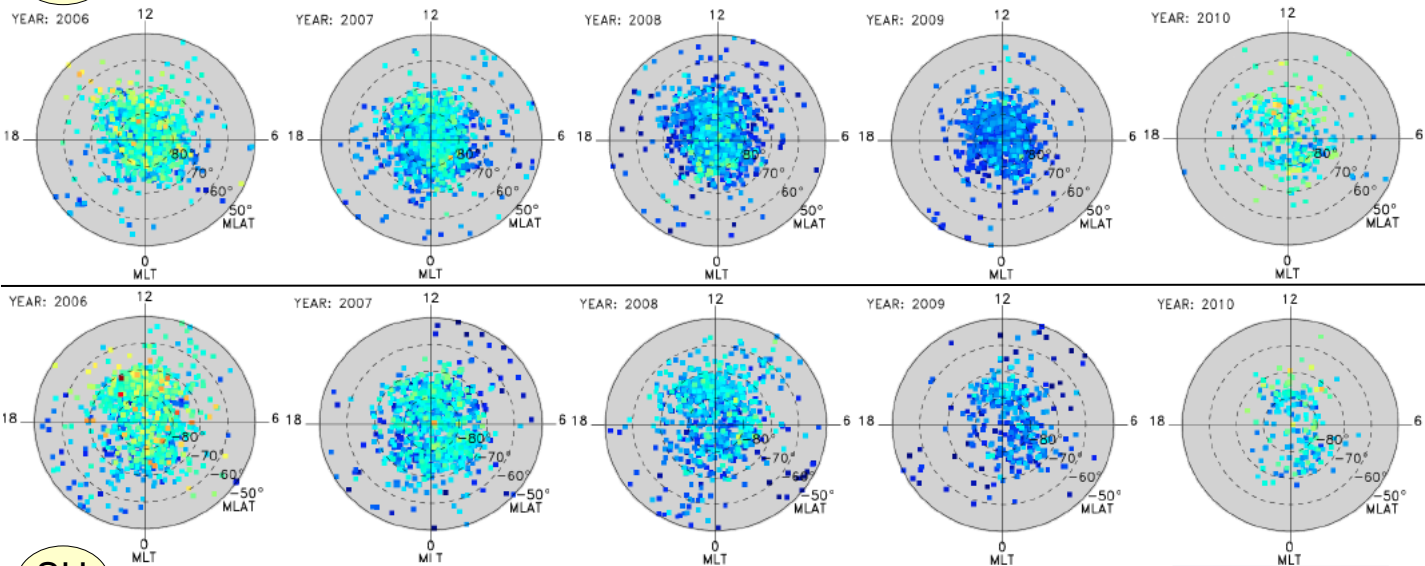 YEAR: 2006 12 YEAR: 2007 12 YEAR: 2008 12 YEAR: 2009 12 YEAR: 2010 12
18 6 18 6 18 6 18 6 18 6
80° 80° 80° 80° 80°
70° 70° 70° 70° 70°
60° 60° 60° 60° 60°
50° 50° 50° 50° 50°
MLAT MLAT MLAT MLAT MLAT
0 0 0 0 0
MLT MLT MLT MLT MLT
YEAR: 2006 12 YEAR: 2007 12 YEAR: 2008 12 YEAR: 2009 12 YEAR: 2010 12
18 6 18 6 18 6 18 6 18 6
-80° -80° -80° -80° -80°
-70° -70° -70° -70° -70°
-60° -60° -60° -60° -60°
-50° -50° -50° -50° -50°
MLAT MLAT MLAT MLAT MLAT
0 0 0 0 0
MLT MLT MLT MLT MLT